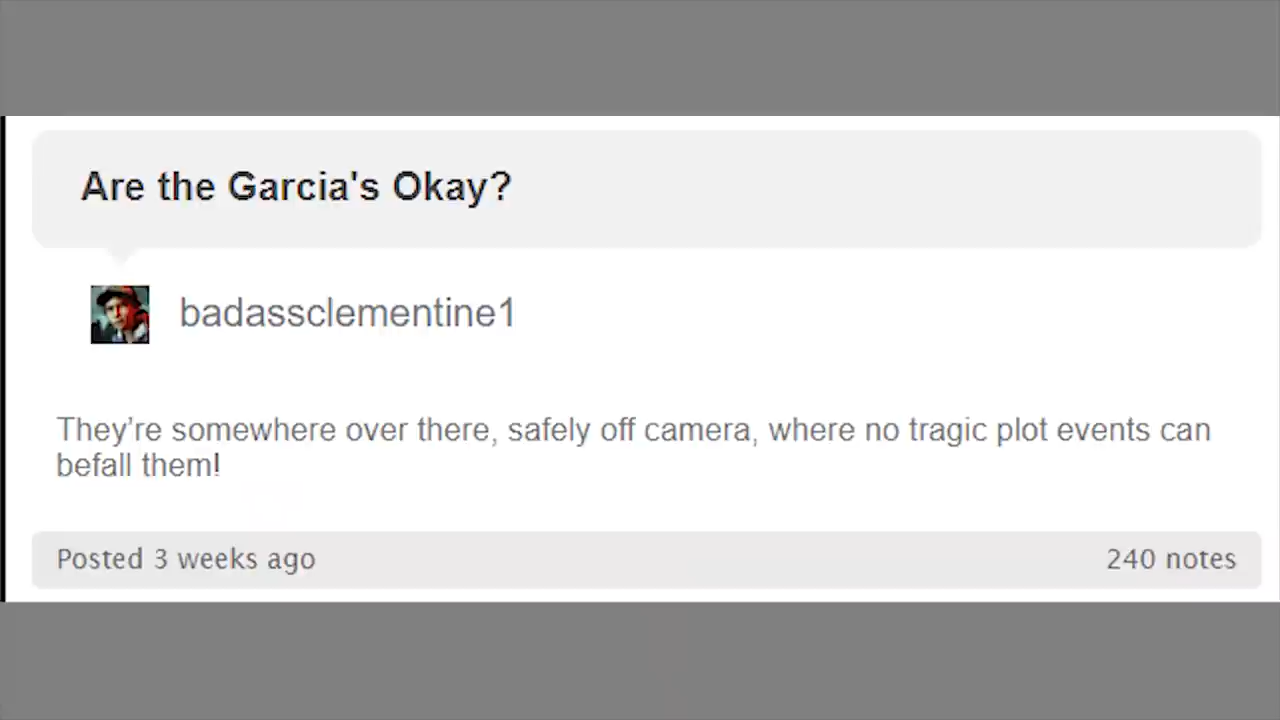 Are the Garcia's Okay?
badassclementine1
They’re somewhere over there, safely off camera, where no tragic plot events can
befall them!
Posted 3 weeks ago
240 notes